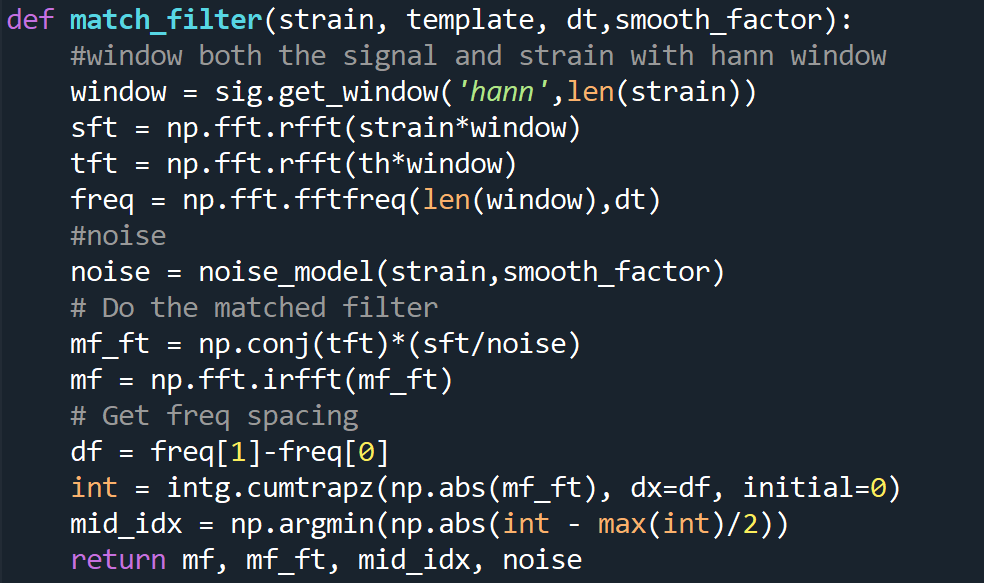 def match_filter(strain, template, dt,smooth_factor):
    #window both the signal and strain with hann window
    window = sig.get_window('hann',len(strain))
    sft = np.fft.rfft(strain*window)
    tft = np.fft.rfft(th*window)
    freq = np.fft.fftfreq(len(window),dt)
    #noise
    noise = noise_model(strain,smooth_factor)
    # Do the matched filter
    mf_ft = np.conj(tft)*(sft/noise)
    mf = np.fft.irfft(mf_ft)
    # Get freq spacing
    df = freq[1]-freq[0]
    int = intg.cumtrapz(np.abs(mf_ft), dx=df, initial=0)
    mid_idx = np.argmin(np.abs(int - max(int)/2))
    return mf, mf_ft, mid_idx, noise